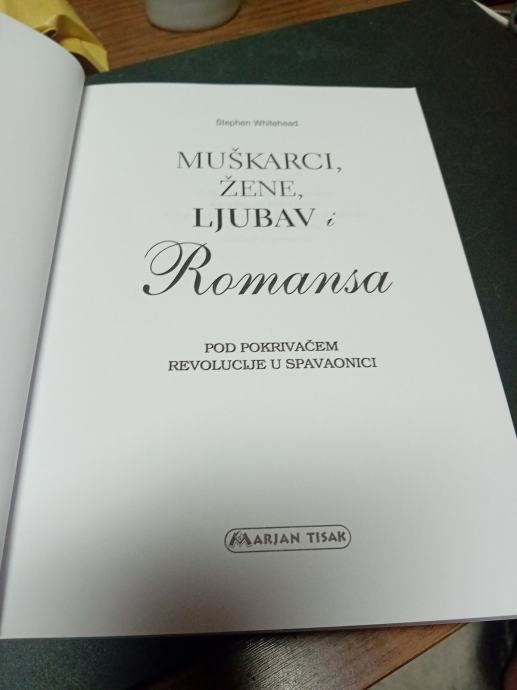 Stephen Whitehead
MUŠKARCI,
ŽENE,
LJUBAV i
Romansa
POD POKRIVAČEM
REVOLUCIJE U SPAVAONICI
MARJAN TISAK